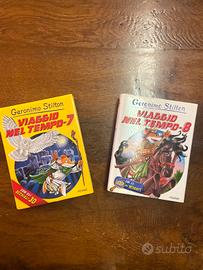 Geronimo Stilton
VIAGGIO
NEL TEMPO-7
Geronimo Stilton
VIAGGIO
NEL TEMPO-8
subito